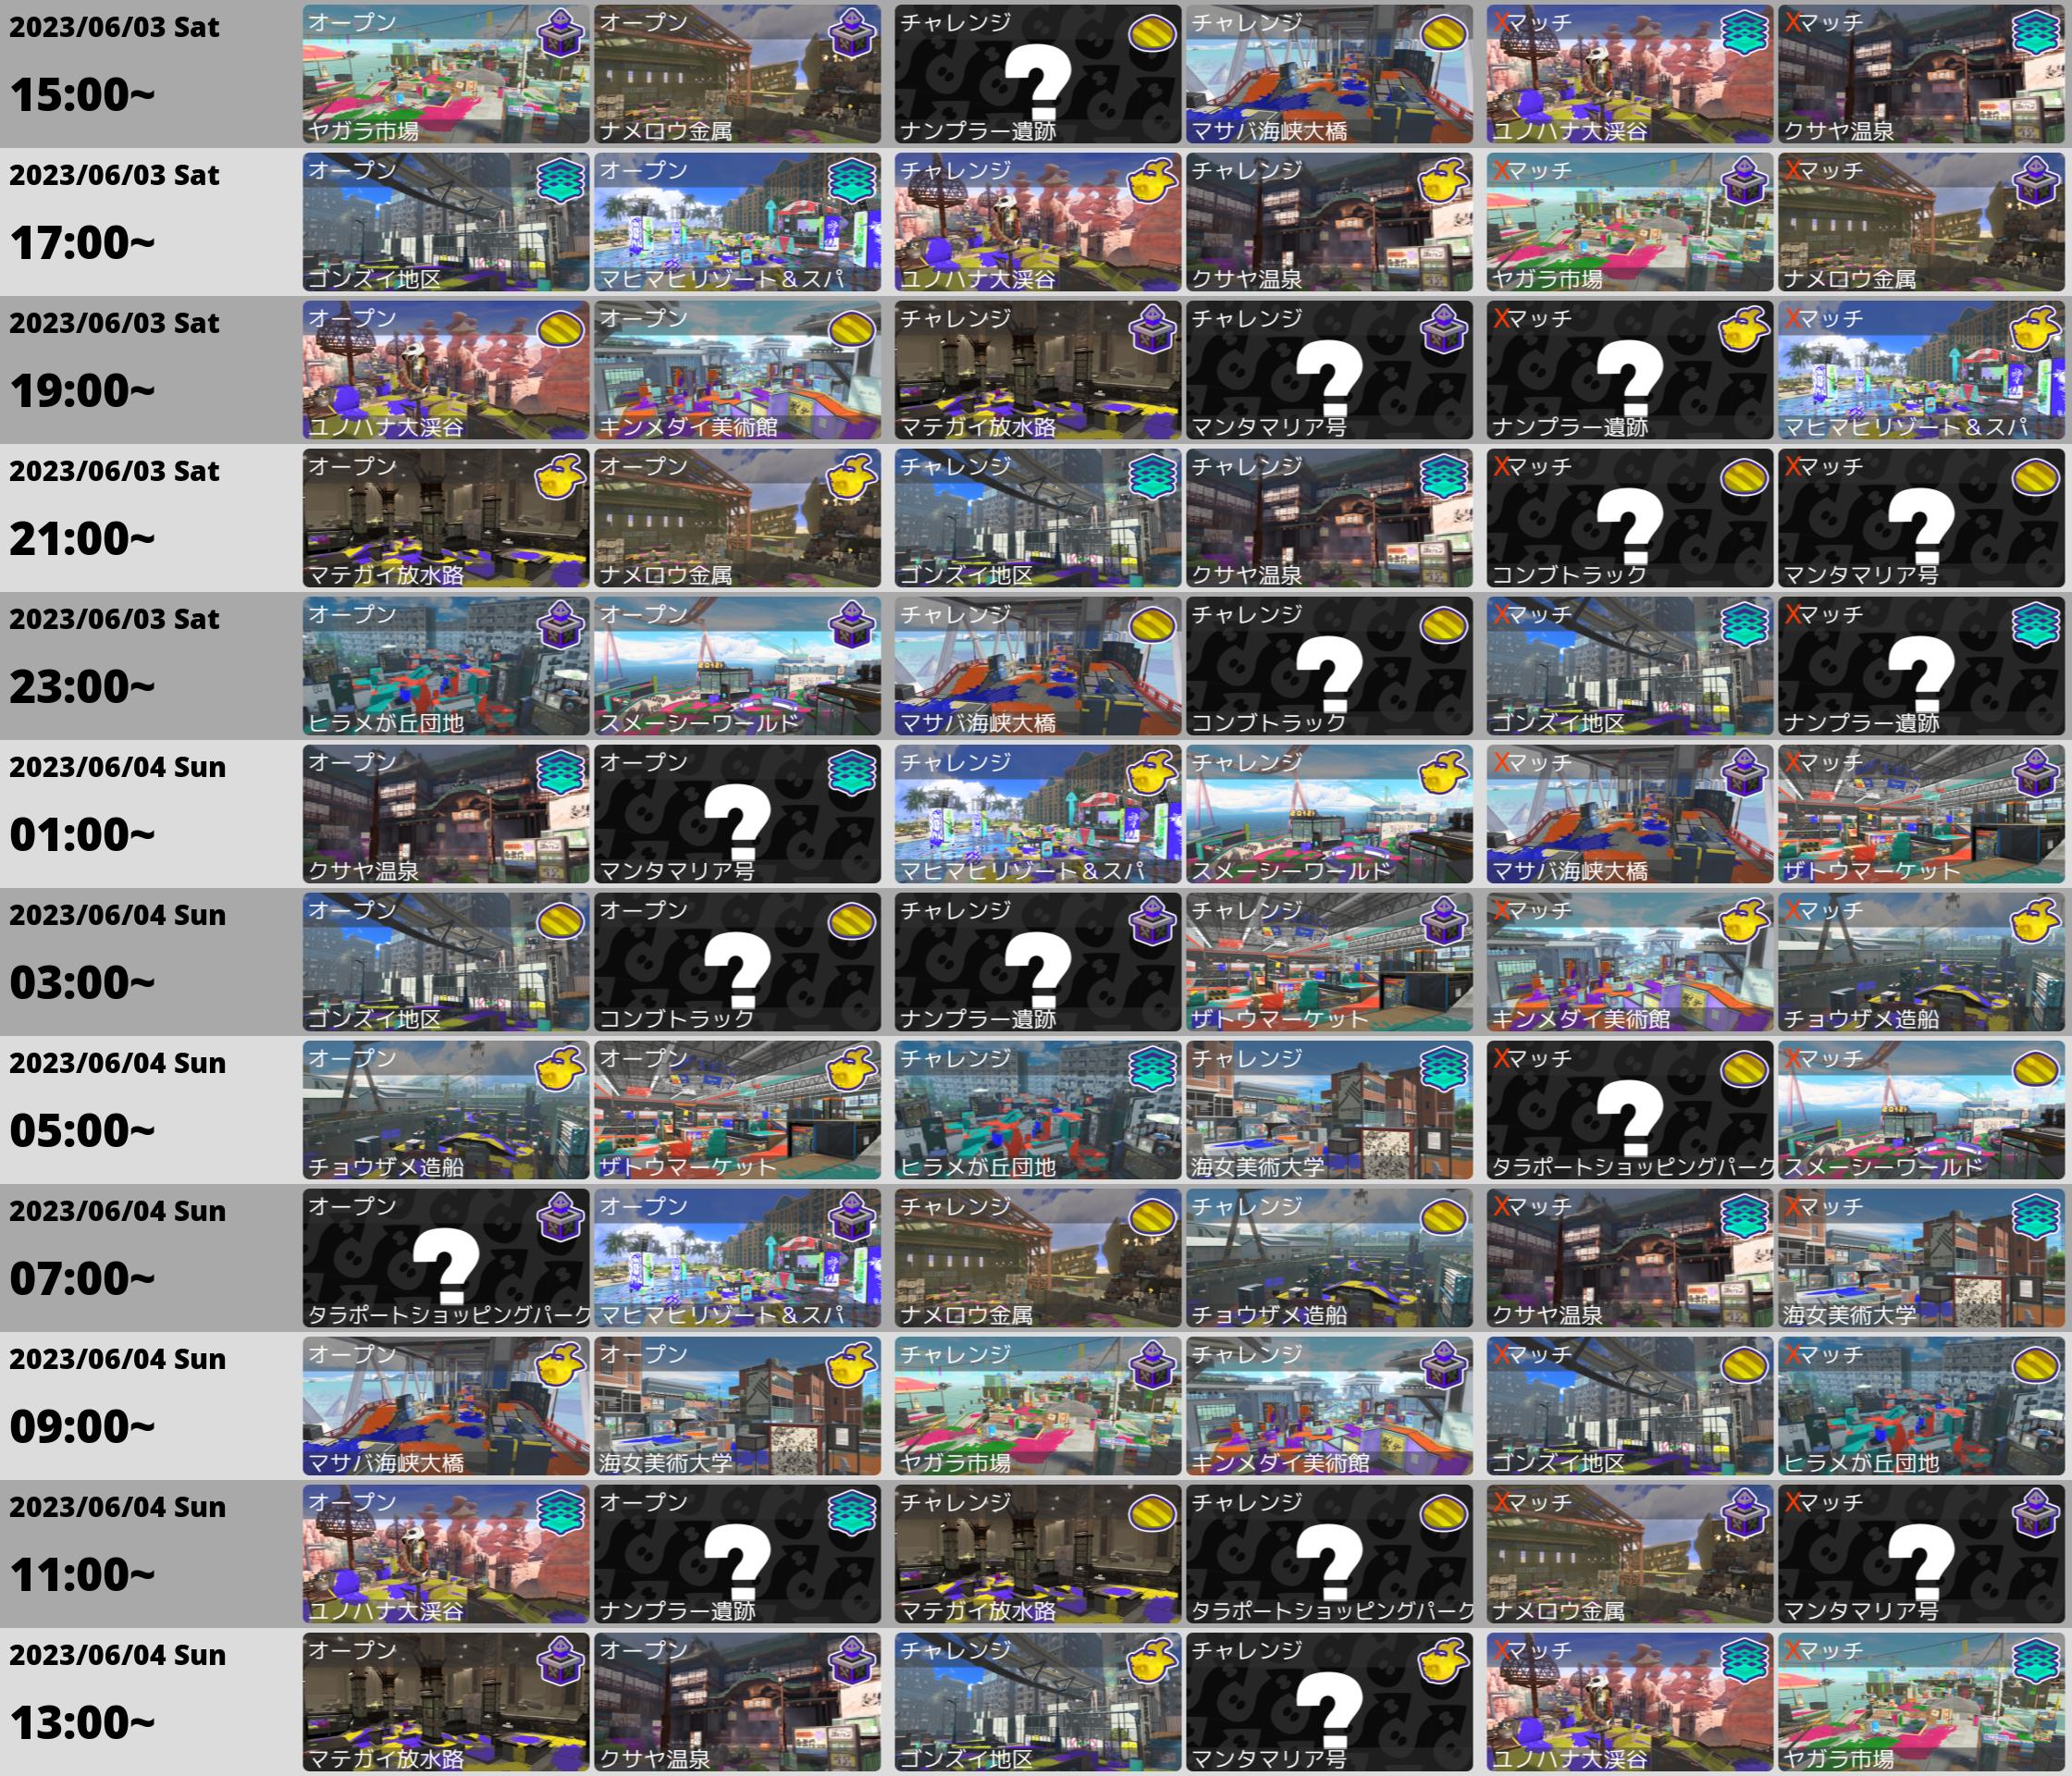 2023/06/03 Sat
15:00~
オープン オープン チャレンジ チャレンジ Xマッチ Xマッチ
ヤガラ市場 ナメロウ金属 ナンプラー遺跡 マサバ海峡大橋 ユノハナ大渓谷 クサヤ温泉
2023/06/03 Sat
17:00~
オープン オープン チャレンジ チャレンジ Xマッチ Xマッチ
ゴンズイ地区 マヒマヒリゾート&スパ ユノハナ大渓谷 クサヤ温泉 ヤガラ市場 ナメロウ金属
2023/06/03 Sat
19:00~
オープン オープン チャレンジ チャレンジ Xマッチ Xマッチ
ユノハナ大渓谷 キンメダイ美術館 マテガイ放水路 マンタマリア号 ナンプラー遺跡 マヒマヒリゾート&スパ
2023/06/03 Sat
21:00~
オープン オープン チャレンジ チャレンジ Xマッチ Xマッチ
マテガイ放水路 ナメロウ金属 ゴンズイ地区 クサヤ温泉 コンブトラック マンタマリア号
2023/06/03 Sat
23:00~
オープン オープン チャレンジ チャレンジ Xマッチ Xマッチ
ヒラメが丘団地 スメーシーワールド マサバ海峡大橋 コンブトラック ゴンズイ地区 ナンプラー遺跡
2023/06/04 Sun
01:00~
オープン オープン チャレンジ チャレンジ Xマッチ Xマッチ
クサヤ温泉 マンタマリア号 マヒマヒリゾート&スパ スメーシーワールド マサバ海峡大橋 ザトウマーケット
2023/06/04 Sun
03:00~
オープン オープン チャレンジ チャレンジ Xマッチ Xマッチ
ゴンズイ地区 コンブトラック ナンプラー遺跡 ザトウマーケット キンメダイ美術館 チョウザメ造船
2023/06/04 Sun
05:00~
オープン オープン チャレンジ チャレンジ Xマッチ Xマッチ
チョウザメ造船 ザトウマーケット ヒラメが丘団地 海女美術大学 タラポートショッピングパーク スメーシーワールド
2023/06/04 Sun
07:00~
オープン オープン チャレンジ チャレンジ Xマッチ Xマッチ
タラポートショッピングパーク マヒマヒリゾート&スパ ナメロウ金属 チョウザメ造船 クサヤ温泉 海女美術大学
2023/06/04 Sun
09:00~
オープン オープン チャレンジ チャレンジ Xマッチ Xマッチ
マサバ海峡大橋 海女美術大学 ヤガラ市場 キンメダイ美術館 ゴンズイ地区 ヒラメが丘団地
2023/06/04 Sun
11:00~
オープン オープン チャレンジ チャレンジ Xマッチ Xマッチ
ユノハナ大渓谷 ナンプラー遺跡 マテガイ放水路 タラポートショッピングパーク ナメロウ金属 マンタマリア号
2023/06/04 Sun
13:00~
オープン オープン チャレンジ チャレンジ Xマッチ Xマッチ
マテガイ放水路 クサヤ温泉 ゴンズイ地区 マンタマリア号 ユノハナ大渓谷 ヤガラ市場